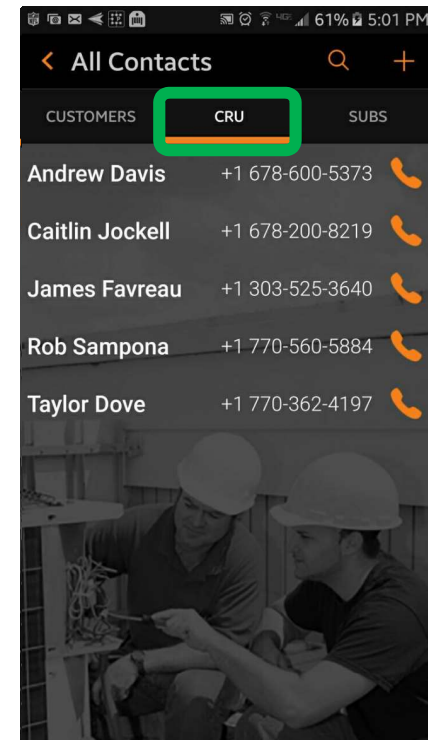 4G 61% 5:01 PM
All Contacts
CUSTOMERS CRU SUBS
Andrew Davis +1 678-600-5373
Caitlin Jockell +1 678-200-8219
James Favreau +1 303-525-3640
Rob Sampona +1 770-560-5884
Taylor Dove +1 770-362-4197